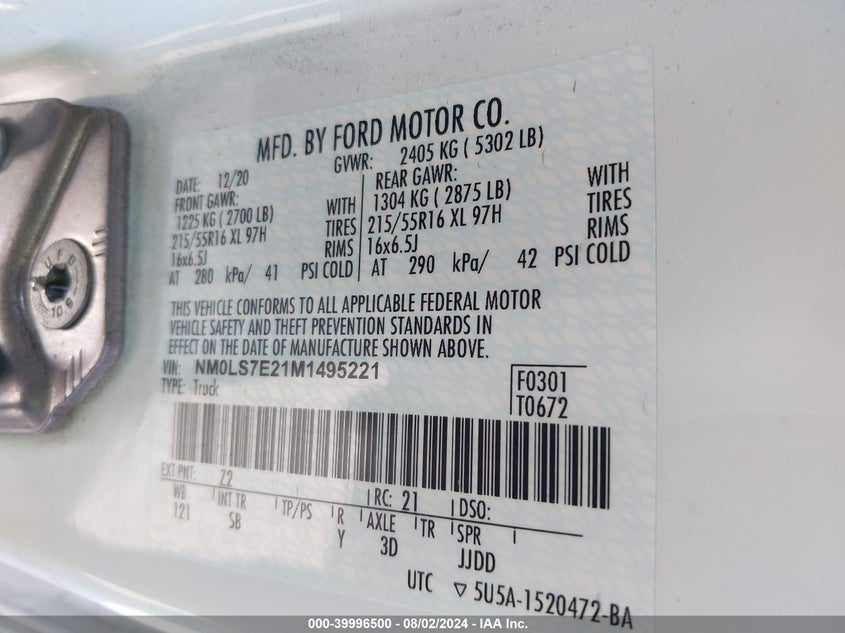 MFD. BY FORD MOTOR CO.
GVWR: 2405 KG ( 5302 LB)
DATE: 12/20
FRONT GAWR:
1225 KG ( 2700 LB) WITH
215/55R16 XL 97H TIRES
16x6.5J RIMS
AT 280 kPa/ 41 PSI COLD
REAR GAWR: WITH
1304 KG ( 2875 LB) TIRES
215/55R16 XL 97H RIMS
16x6.5J
AT 290 kPa/ 42 PSI COLD
THIS VEHICLE CONFORMS TO ALL APPLICABLE FEDERAL MOTOR
VEHICLE SAFETY AND THEFT PREVENTION STANDARDS IN
EFFECT ON THE DATE OF MANUFACTURE SHOWN ABOVE.
VIN: NM0LS7E21M1495221
TYPE: Truck
F0301
T0672
EXT PNT: Z2 RC: 21 DSO:
WB INT TR TP/PS R AXLE TR SPR
121 SB Y 3D JJDD
UTC ▽ 5U5A-1520472-BA
UFO
10.9
000-39996500 - 08/02/2024 - IAA Inc.